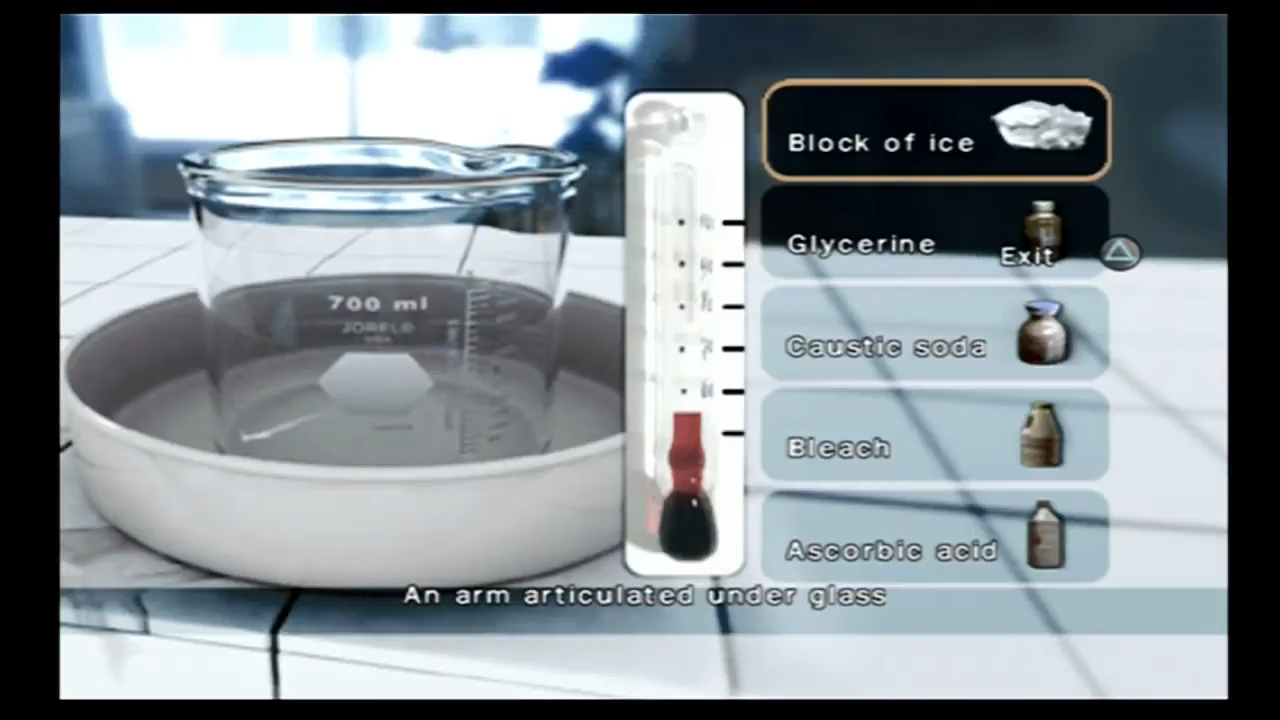 Block of ice
Glycerine
Exit
700 ml
Caustic soda
Bleach
Ascorbic acid
An arm articulated under glass